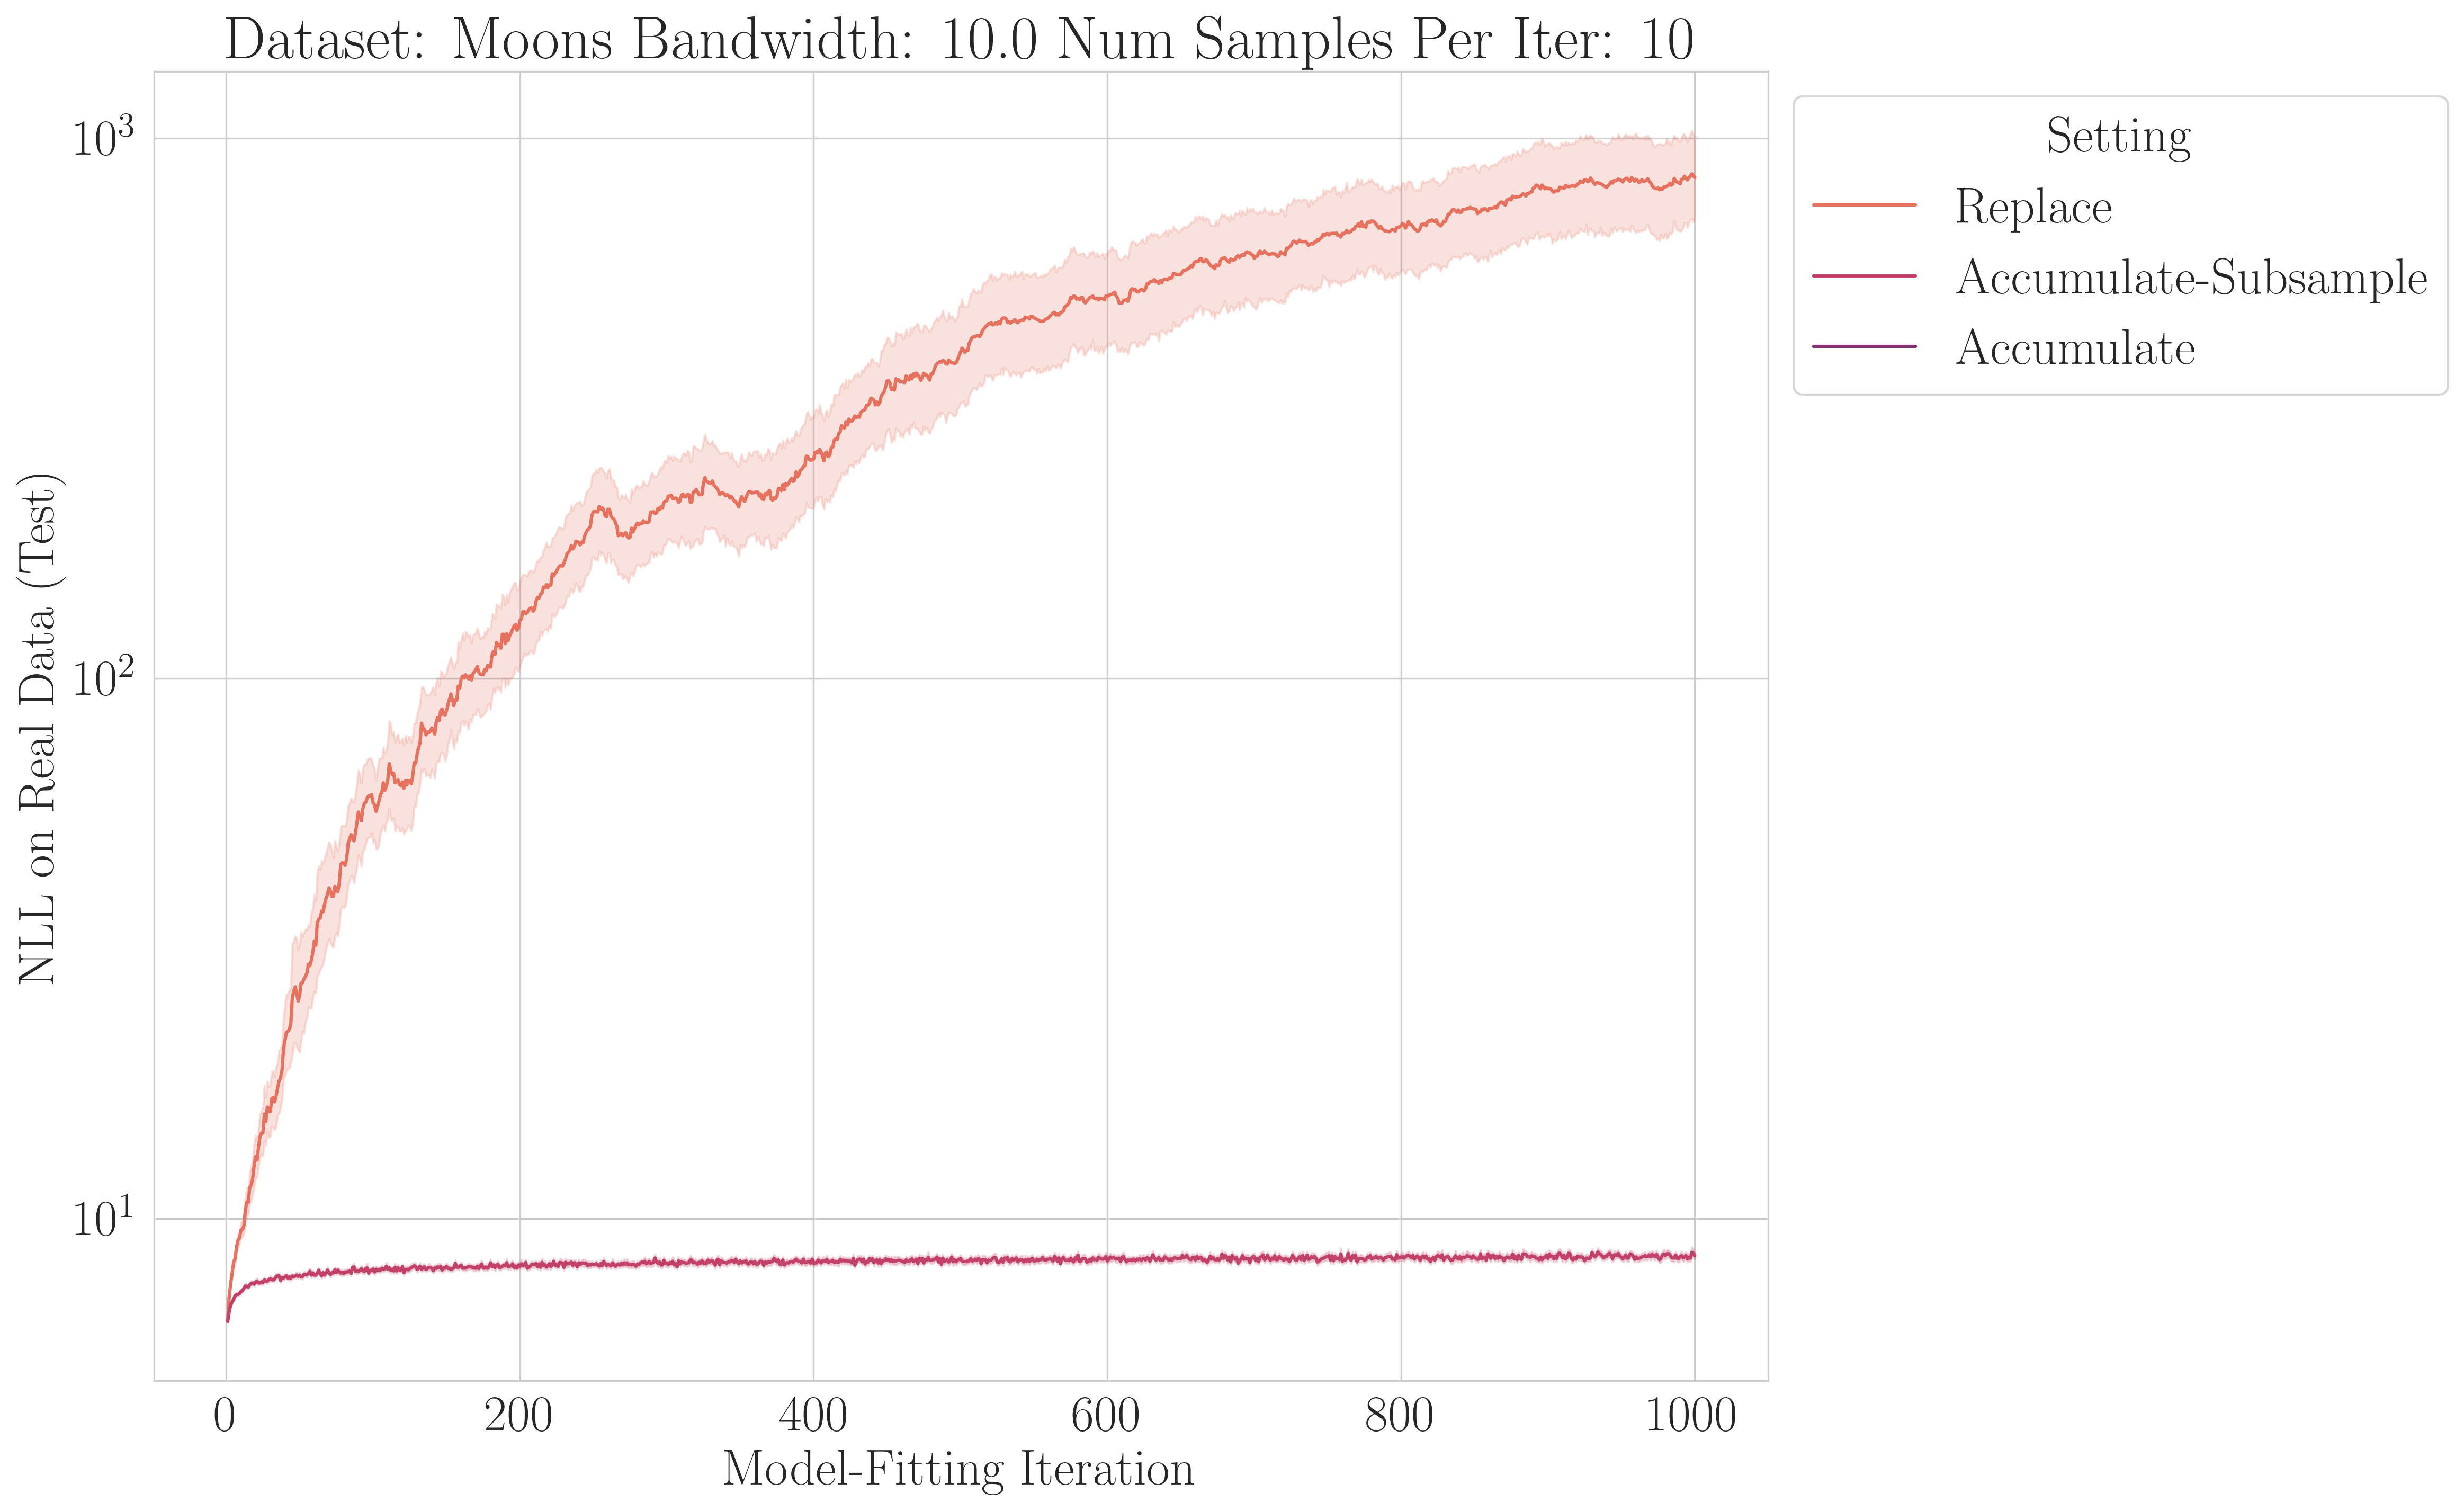 Dataset: Moons Bandwidth: 10.0 Num Samples Per Iter: 10
NLL on Real Data (Test)
10³
10²
10¹
0 200 400 600 800 1000
Model-Fitting Iteration
Setting
Replace
Accumulate-Subsample
Accumulate